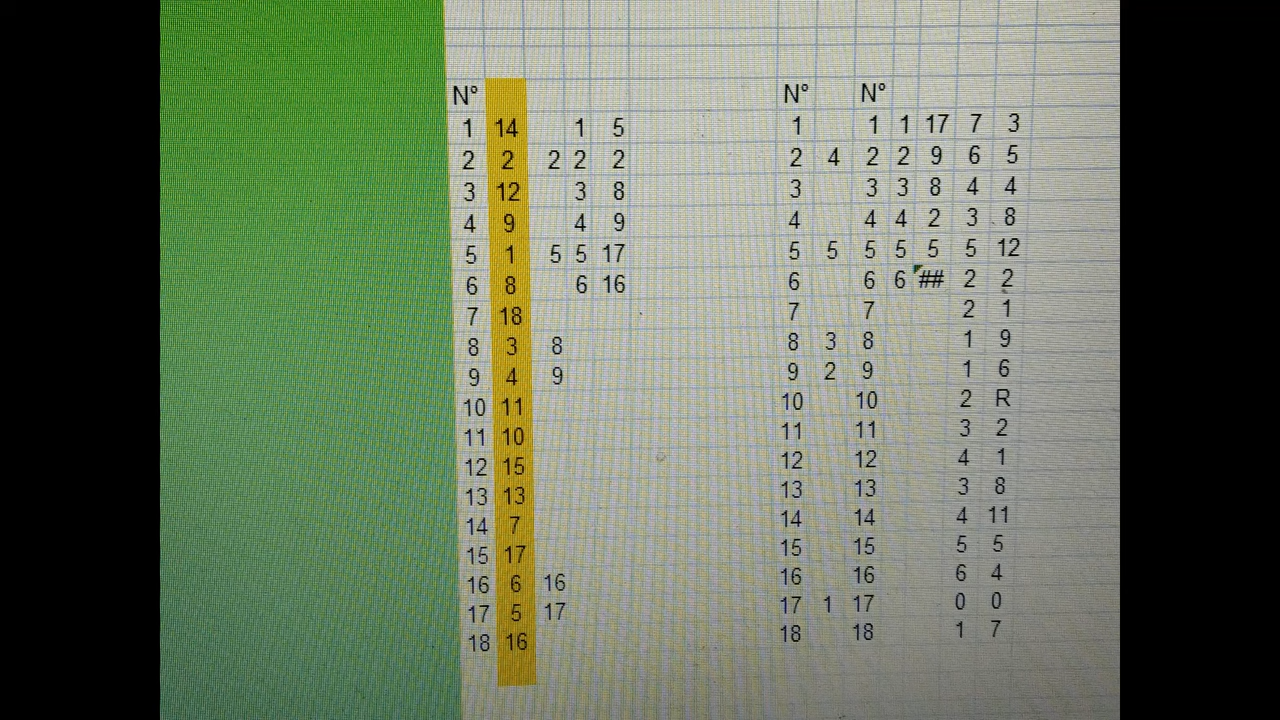 N° N° N°
1 14 1 5 1 1 1 17 7 3
2 2 2 2 2 2 4 2 2 9 6 5
3 12 3 8 3 3 3 8 4 4
4 9 4 9 4 4 4 2 3 8
5 1 5 5 17 5 5 5 5 5 5 12
6 8 6 16 6 6 6 ## 2 2
7 18 7 7 2 1
8 3 8 8 3 8 1 9
9 4 9 9 2 9 1 6
10 11 10 10 2 R
11 10 11 11 3 2
12 15 12 12 4 1
13 13 13 13 3 8
14 7 14 14 4 11
15 17 15 15 5 5
16 6 16 16 16 6 4
17 5 17 17 1 17 0 0
18 16 18 18 1 7